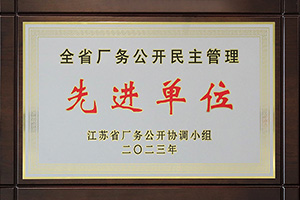 全省厂务公开民主管理
先进单位
江苏省厂务公开协调小组
二〇二三年